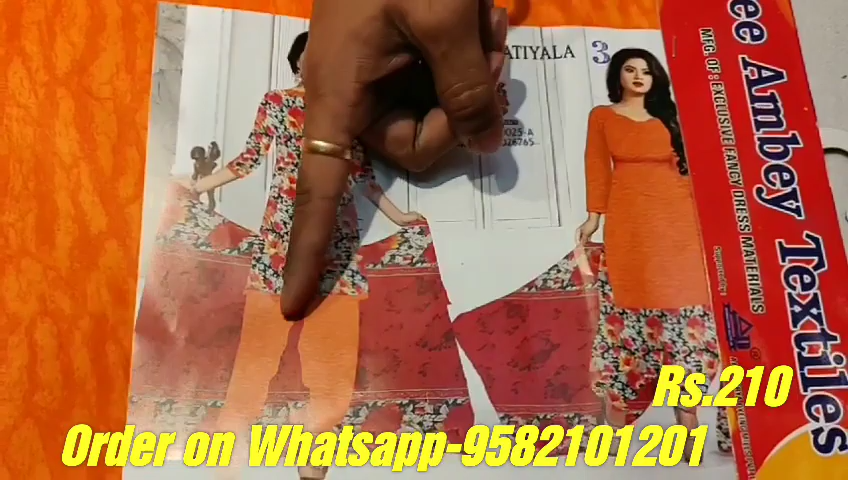 ATIYALA 3
ee Ambey Textiles
MFG. OF : EXCLUSIVE FANCY DRESS MATERIALS
Rs.210
Order on Whatsapp-9582101201